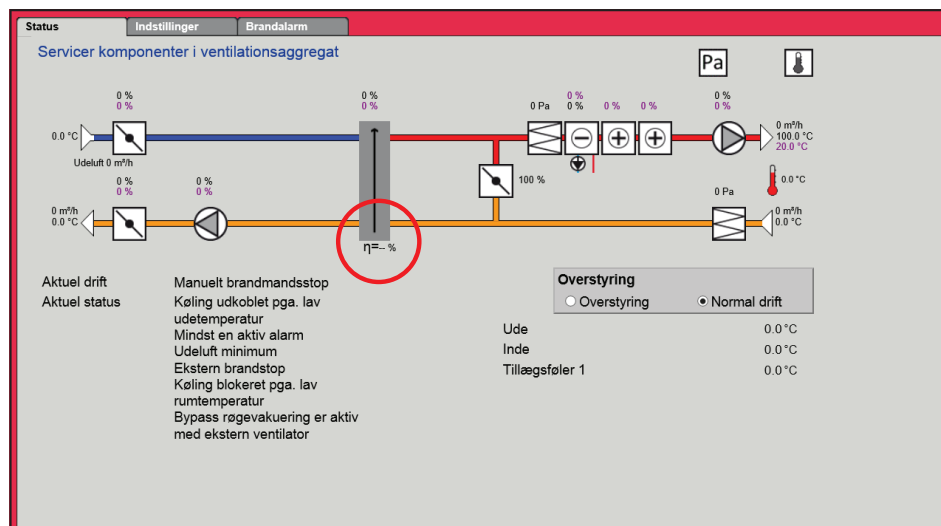 Status Indstillinger Brandalarm
Servicer komponenter i ventilationsaggregat
Pa
0 % 0 % 0 % 0 %
0 % 0 % 0 Pa 0 % 0 % 0 % 0 %
0.0 °C
0 m³/h
100.0 °C
20.0 °C
Udeluft 0 m³/h
0 % 0 % 100 % 0.0 °C
0 % 0 % 0 Pa
0 m³/h 0 m³/h
0.0 °C 0.0 °C
η=-- %
Aktuel drift Manuelt brandmandsstop
Aktuel status Køling udkoblet pga. lav
udetemperatur
Mindst en aktiv alarm
Udeluft minimum
Ekstern brandstop
Køling blokeret pga. lav
rumtemperatur
Bypass røgevakuering er aktiv
med ekstern ventilator
Overstyring
Overstyring Normal drift
Ude 0.0 °C
Inde 0.0 °C
Tillægsføler 1 0.0 °C